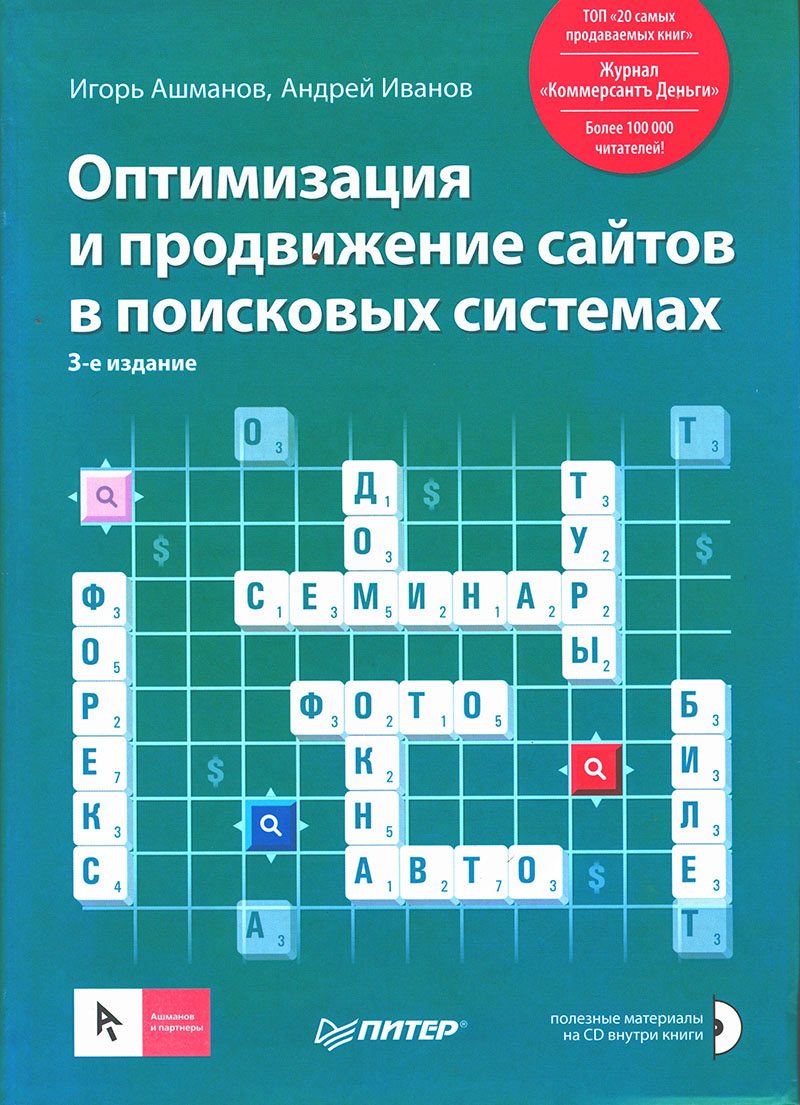 ТОП «20 самых
продаваемых книг»
Журнал
«Коммерсантъ Деньги»
Более 100 000
читателей!
Игорь Ашманов, Андрей Иванов
Оптимизация
и продвижение сайтов
в поисковых системах
3-е издание
О3 Т3
Д1 $ Т3
$ О3 У2 $
Ф3 С1 Е3 М5 И2 Н1 А2 Р2
О5 Ы2
Р2 Ф3 О2 Т1 О5 Б3
Е7 $ К2 И3
К3 Н5 Л3
С4 А1 В2 Т7 О3 $ Е3
А3 Т3
Ашманов
и партнеры
ПИТЕР®
полезные материалы
на CD внутри книги